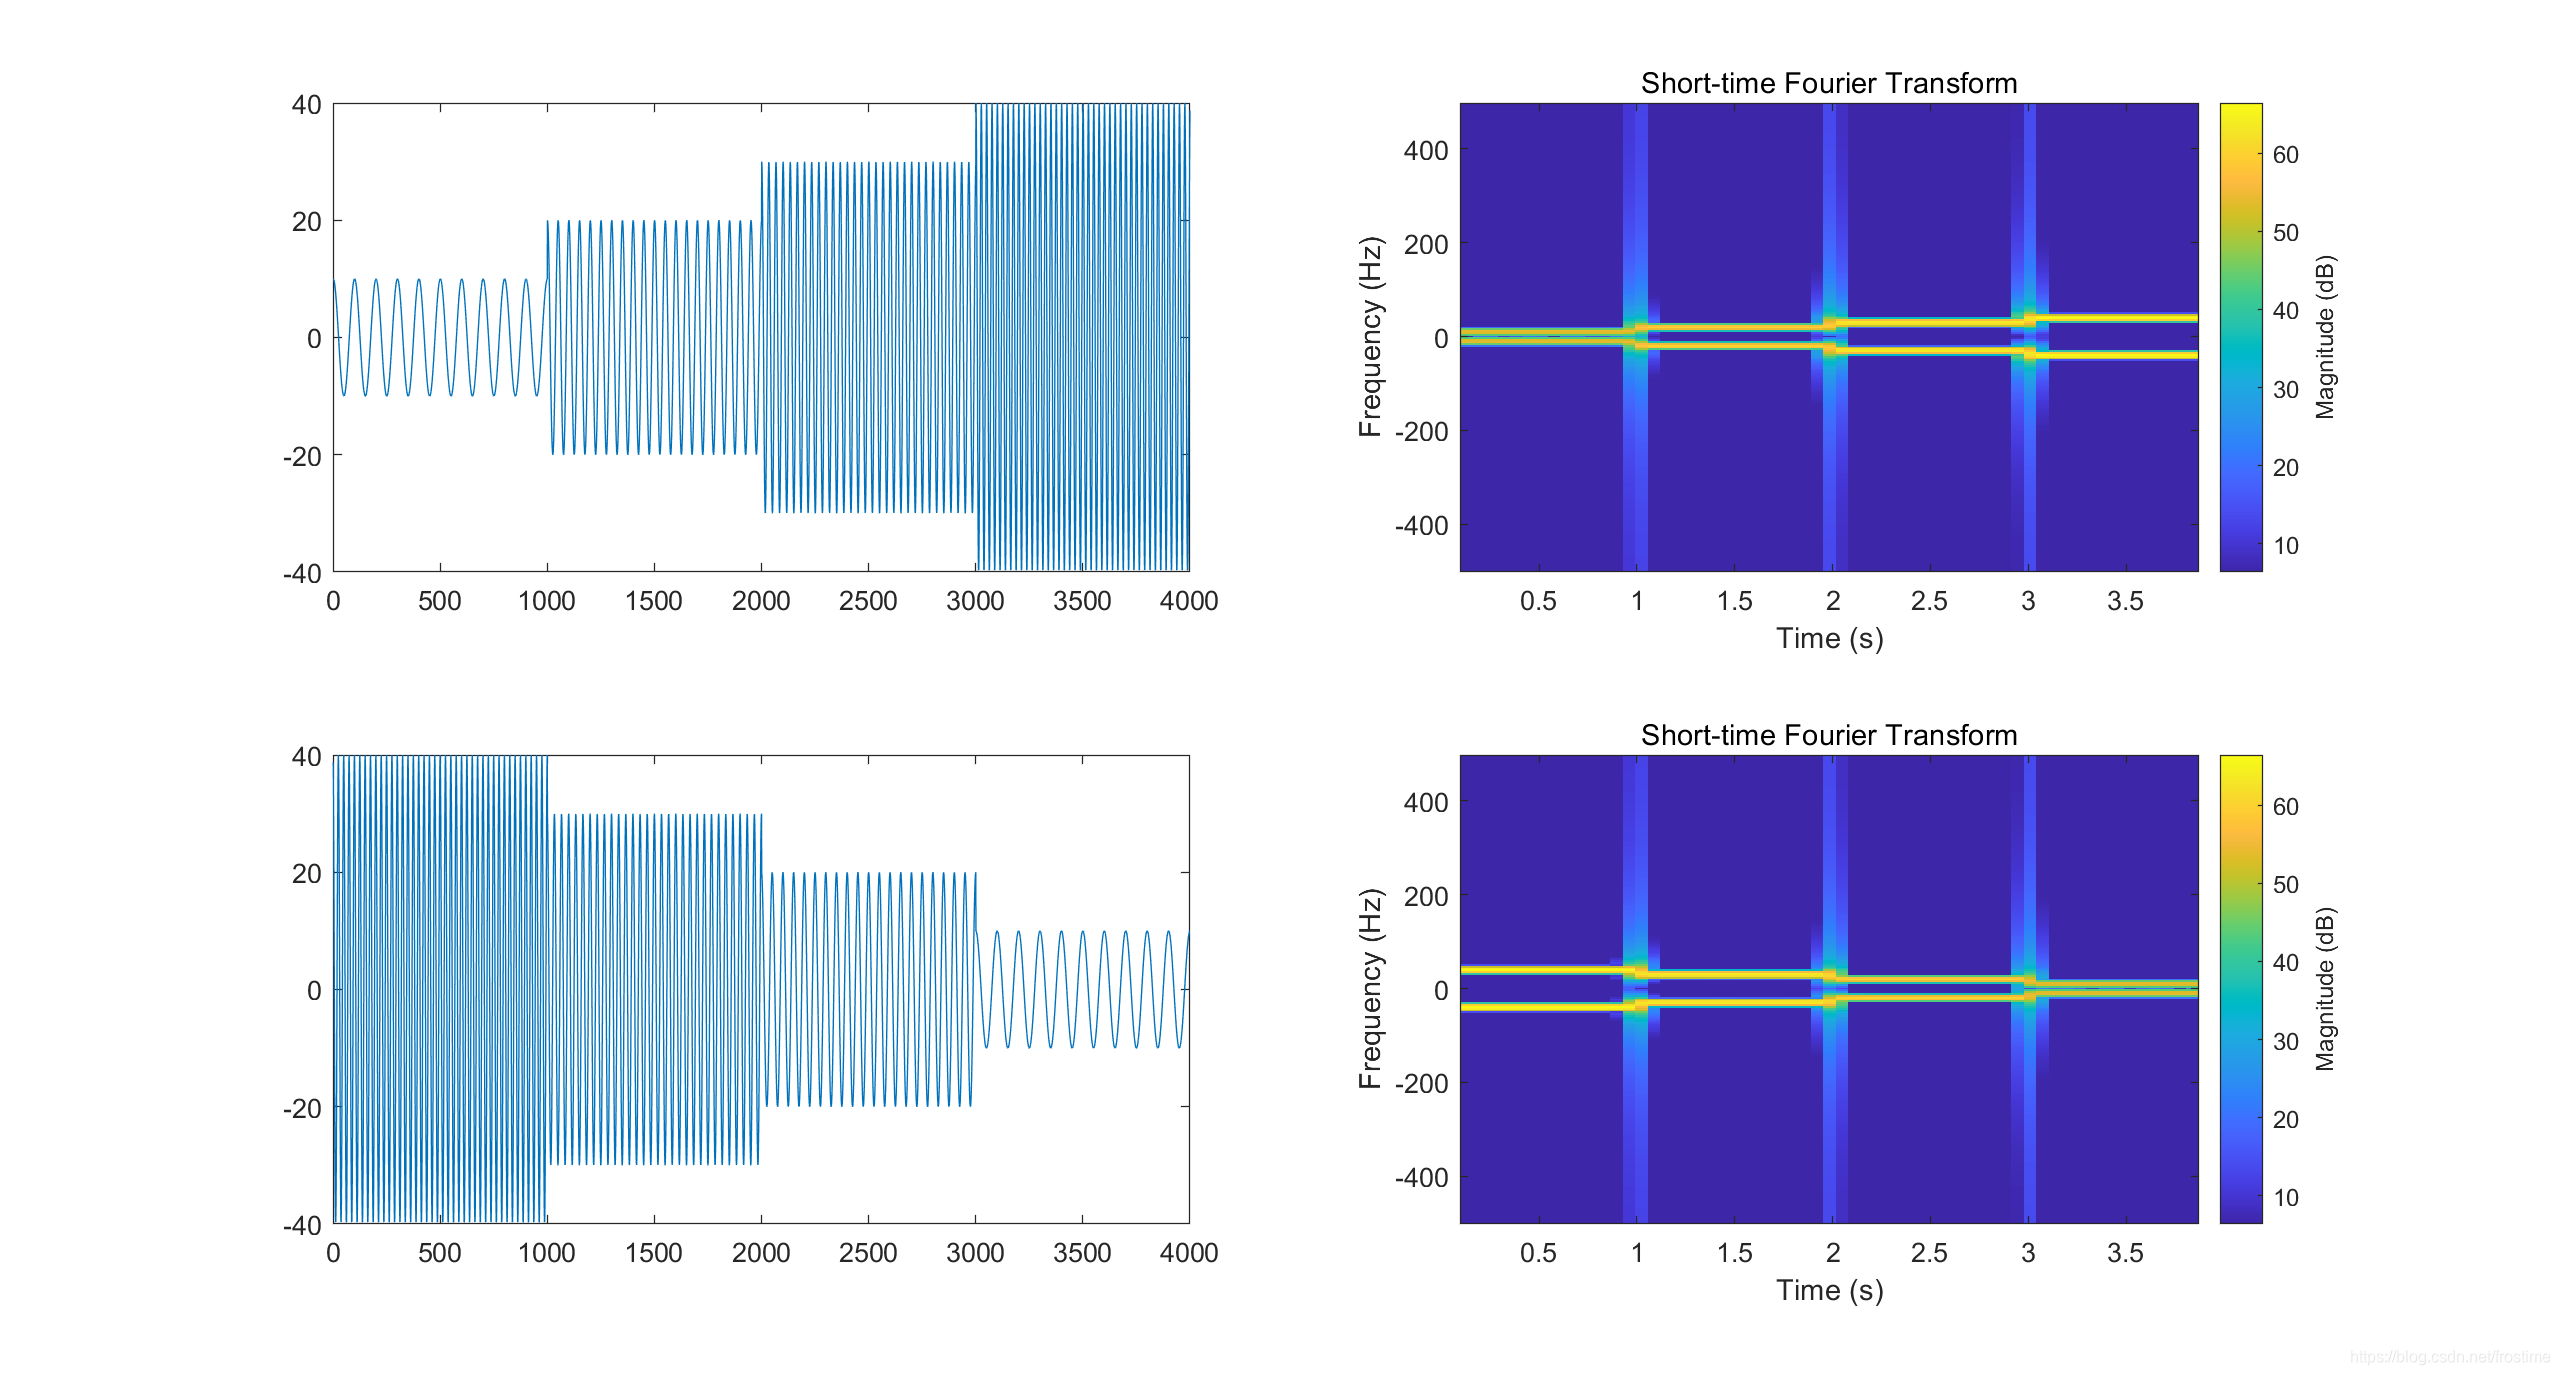 40
20
0
-20
-40
0 500 1000 1500 2000 2500 3000 3500 4000
Short-time Fourier Transform
Frequency (Hz)
400
200
0
-200
-400
0.5 1 1.5 2 2.5 3 3.5
Time (s)
60
50
40
30
20
10
Magnitude (dB)
40
20
0
-20
-40
0 500 1000 1500 2000 2500 3000 3500 4000
Short-time Fourier Transform
Frequency (Hz)
400
200
0
-200
-400
0.5 1 1.5 2 2.5 3 3.5
Time (s)
60
50
40
30
20
10
Magnitude (dB)
https://blog.csdn.net/frostime